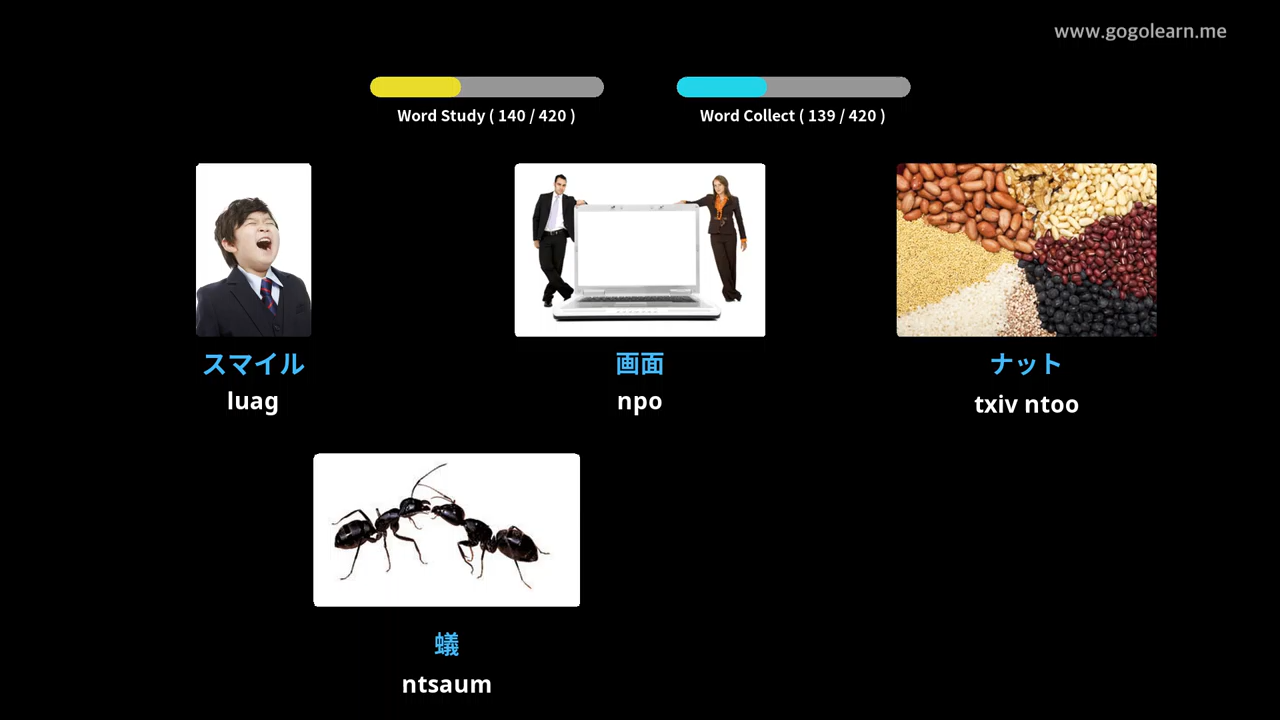 www.gogolearn.me
Word Study ( 140 / 420 )
Word Collect ( 139 / 420 )
スマイル
luag
画面
npo
ナット
txiv ntoo
蟻
ntsaum